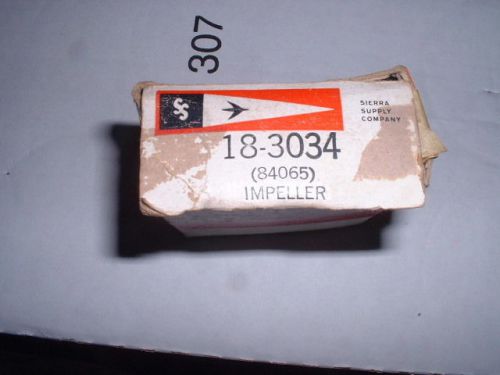 307
SIERRA
SUPPLY
COMPANY
18-3034
(84065)
IMPELLER